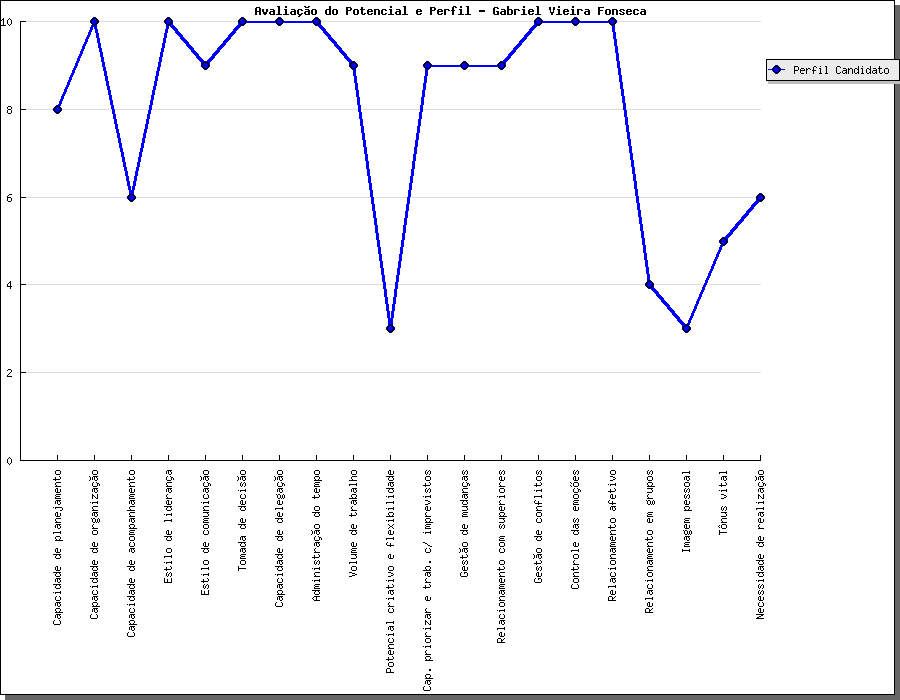 Avaliação do Potencial e Perfil - Gabriel Vieira Fonseca
10
8
6
4
2
0
Perfil Candidato
Capacidade de planejamento
Capacidade de organização
Capacidade de acompanhamento
Estilo de liderança
Estilo de comunicação
Tomada de decisão
Capacidade de delegação
Administração do tempo
Volume de trabalho
Potencial criativo e flexibilidade
Cap. priorizar e trab. c/ imprevistos
Gestão de mudanças
Relacionamento com superiores
Gestão de conflitos
Controle das emoções
Relacionamento afetivo
Relacionamento em grupos
Imagem pessoal
Tônus vital
Necessidade de realização